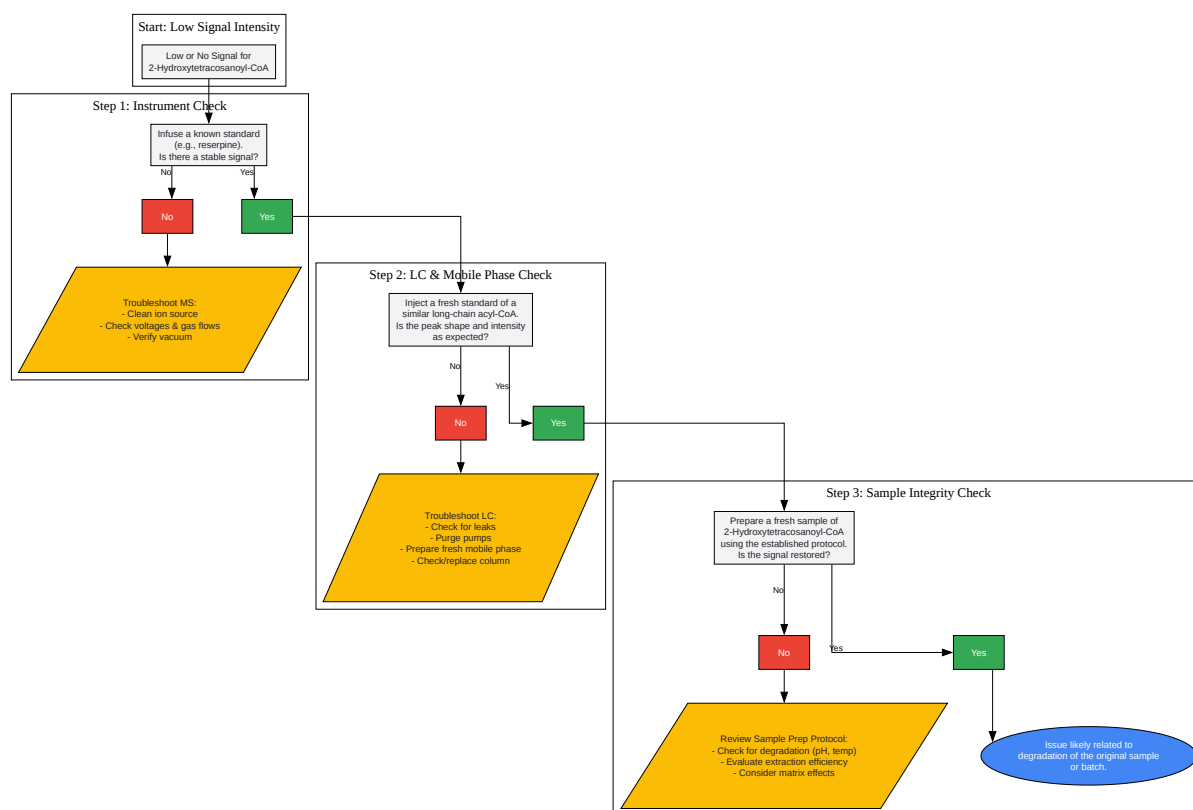 Start: Low Signal Intensity
Low or No Signal for
2-Hydroxytetracosanoyl-CoA
Step 1: Instrument Check
Infuse a known standard
(e.g., reserpine).
Is there a stable signal?
No
Yes
No
Yes
Troubleshoot MS:
- Clean ion source
- Check voltages & gas flows
- Verify vacuum
Step 2: LC & Mobile Phase Check
Inject a fresh standard of a
similar long-chain acyl-CoA.
Is the peak shape and intensity
as expected?
No
Yes
No
Yes
Troubleshoot LC:
- Check for leaks
- Purge pumps
- Prepare fresh mobile phase
- Check/replace column
Step 3: Sample Integrity Check
Prepare a fresh sample of
2-Hydroxytetracosanoyl-CoA
using the established protocol.
Is the signal restored?
No
Yes
No
Yes
Review Sample Prep Protocol:
- Check for degradation (pH, temp)
- Evaluate extraction efficiency
- Consider matrix effects
Issue likely related to
degradation of the original sample
or batch.